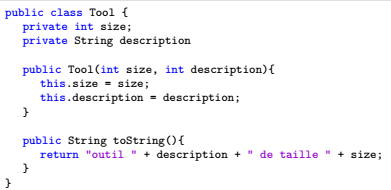 public class Tool {
private int size;
private String description

public Tool(int size, int description){
this.size = size;
this.description = description;
}

public String toString(){
return "outil " + description + " de taille " + size;
}
}